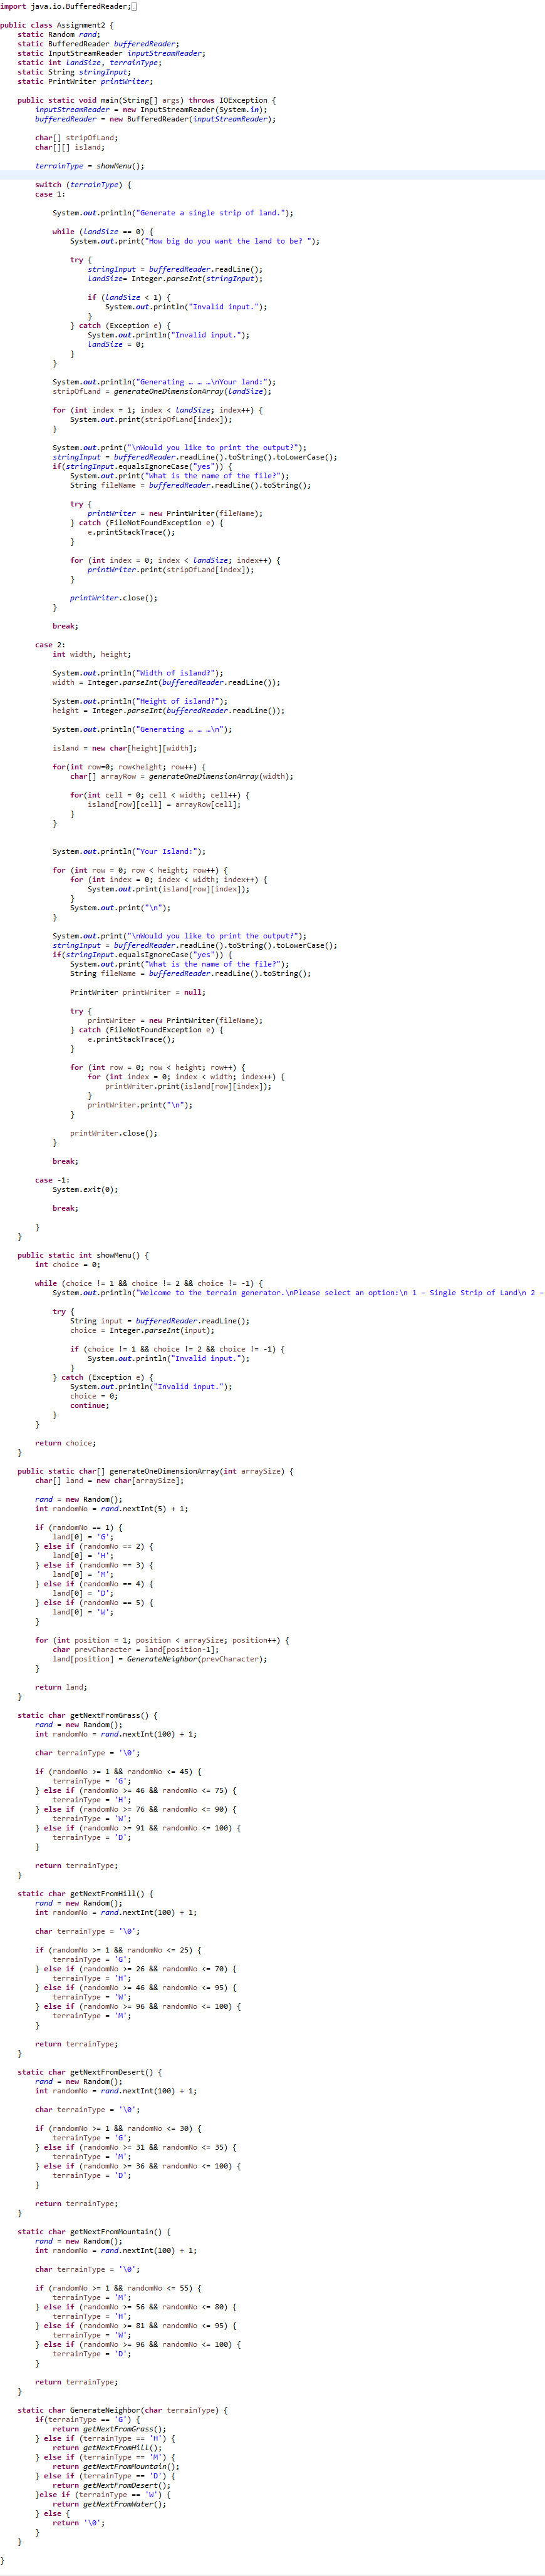 import java.io.BufferedReader;

public class Assignment2 {
static Random rand;
static BufferedReader bufferedReader;
static InputStreamReader inputStreamReader;
static int landSize, terrainType;
static String stringInput;
static PrintWriter printWriter;

public static void main(String[] args) throws IOException {
inputStreamReader = new InputStreamReader(System.in);
bufferedReader = new BufferedReader(inputStreamReader);

char[] stripOfLand;
char[][] island;

terrainType = showMenu();

switch (terrainType) {
case 1:

System.out.println("Generate a single strip of land.");

while (landSize == 0) {
System.out.print("How big do you want the land to be? ");

try {
stringInput = bufferedReader.readLine();
landSize= Integer.parseInt(stringInput);

if (landSize < 1) {
System.out.println("Invalid input.");
}
} catch (Exception e) {
System.out.println("Invalid input.");
landSize = 0;
}
}

System.out.println("Generating … … …\nYour land:");
stripOfLand = generateOneDimensionArray(landSize);

for (int index = 1; index < landSize; index++) {
System.out.print(stripOfLand[index]);
}

System.out.print("\nWould you like to print the output?");
stringInput = bufferedReader.readLine().toString().toLowerCase();
if(stringInput.equalsIgnoreCase("yes")) {
System.out.print("What is the name of the file?");
String fileName = bufferedReader.readLine().toString();

try {
printWriter = new PrintWriter(fileName);
} catch (FileNotFoundException e) {
e.printStackTrace();
}

for (int index = 0; index < landSize; index++) {
printWriter.print(stripOfLand[index]);
}

printWriter.close();
}

break;

case 2:
int width, height;

System.out.println("Width of island?");
width = Integer.parseInt(bufferedReader.readLine());

System.out.println("Height of island?");
height = Integer.parseInt(bufferedReader.readLine());

System.out.println("Generating … … …\n");

island = new char[height][width];

for(int row=0; row<height; row++) {
char[] arrayRow = generateOneDimensionArray(width);

for(int cell = 0; cell < width; cell++) {
island[row][cell] = arrayRow[cell];
}
}

System.out.println("Your Island:");

for (int row = 0; row < height; row++) {
for (int index = 0; index < width; index++) {
System.out.print(island[row][index]);
}
System.out.print("\n");
}

System.out.print("\nWould you like to print the output?");
stringInput = bufferedReader.readLine().toString().toLowerCase();
if(stringInput.equalsIgnoreCase("yes")) {
System.out.print("What is the name of the file?");
String fileName = bufferedReader.readLine().toString();

PrintWriter printWriter = null;

try {
printWriter = new PrintWriter(fileName);
} catch (FileNotFoundException e) {
e.printStackTrace();
}

for (int row = 0; row < height; row++) {
for (int index = 0; index < width; index++) {
printWriter.print(island[row][index]);
}
printWriter.print("\n");
}

printWriter.close();
}

break;

case -1:
System.exit(0);

break;

}
}

public static int showMenu() {
int choice = 0;

while (choice != 1 && choice != 2 && choice != -1) {
System.out.println("Welcome to the terrain generator.\nPlease select an option:\n 1 – Single Strip of Land\n 2 –

try {
String input = bufferedReader.readLine();
choice = Integer.parseInt(input);

if (choice != 1 && choice != 2 && choice != -1) {
System.out.println("Invalid input.");
}
} catch (Exception e) {
System.out.println("Invalid input.");
choice = 0;
continue;
}
}

return choice;
}

public static char[] generateOneDimensionArray(int arraySize) {
char[] land = new char[arraySize];

rand = new Random();
int randomNo = rand.nextInt(5) + 1;

if (randomNo == 1) {
land[0] = 'G';
} else if (randomNo == 2) {
land[0] = 'H';
} else if (randomNo == 3) {
land[0] = 'M';
} else if (randomNo == 4) {
land[0] = 'D';
} else if (randomNo == 5) {
land[0] = 'W';
}

for (int position = 1; position < arraySize; position++) {
char prevCharacter = land[position-1];
land[position] = GenerateNeighbor(prevCharacter);
}

return land;
}

static char getNextFromGrass() {
rand = new Random();
int randomNo = rand.nextInt(100) + 1;

char terrainType = '\0';

if (randomNo >= 1 && randomNo <= 45) {
terrainType = 'G';
} else if (randomNo >= 46 && randomNo <= 75) {
terrainType = 'H';
} else if (randomNo >= 76 && randomNo <= 90) {
terrainType = 'W';
} else if (randomNo >= 91 && randomNo <= 100) {
terrainType = 'D';
}

return terrainType;
}

static char getNextFromHill() {
rand = new Random();
int randomNo = rand.nextInt(100) + 1;

char terrainType = '\0';

if (randomNo >= 1 && randomNo <= 25) {
terrainType = 'G';
} else if (randomNo >= 26 && randomNo <= 70) {
terrainType = 'H';
} else if (randomNo >= 46 && randomNo <= 95) {
terrainType = 'W';
} else if (randomNo >= 96 && randomNo <= 100) {
terrainType = 'M';
}

return terrainType;
}

static char getNextFromDesert() {
rand = new Random();
int randomNo = rand.nextInt(100) + 1;

char terrainType = '\0';

if (randomNo >= 1 && randomNo <= 30) {
terrainType = 'G';
} else if (randomNo >= 31 && randomNo <= 35) {
terrainType = 'M';
} else if (randomNo >= 36 && randomNo <= 100) {
terrainType = 'D';
}

return terrainType;
}

static char getNextFromMountain() {
rand = new Random();
int randomNo = rand.nextInt(100) + 1;

char terrainType = '\0';

if (randomNo >= 1 && randomNo <= 55) {
terrainType = 'M';
} else if (randomNo >= 56 && randomNo <= 80) {
terrainType = 'H';
} else if (randomNo >= 81 && randomNo <= 95) {
terrainType = 'W';
} else if (randomNo >= 96 && randomNo <= 100) {
terrainType = 'D';
}

return terrainType;
}

static char GenerateNeighbor(char terrainType) {
if(terrainType == 'G') {
return getNextFromGrass();
} else if (terrainType == 'H') {
return getNextFromHill();
} else if (terrainType == 'M') {
return getNextFromMountain();
} else if (terrainType == 'D') {
return getNextFromDesert();
}else if (terrainType == 'W') {
return getNextFromWater();
} else {
return '\0';
}
}

}